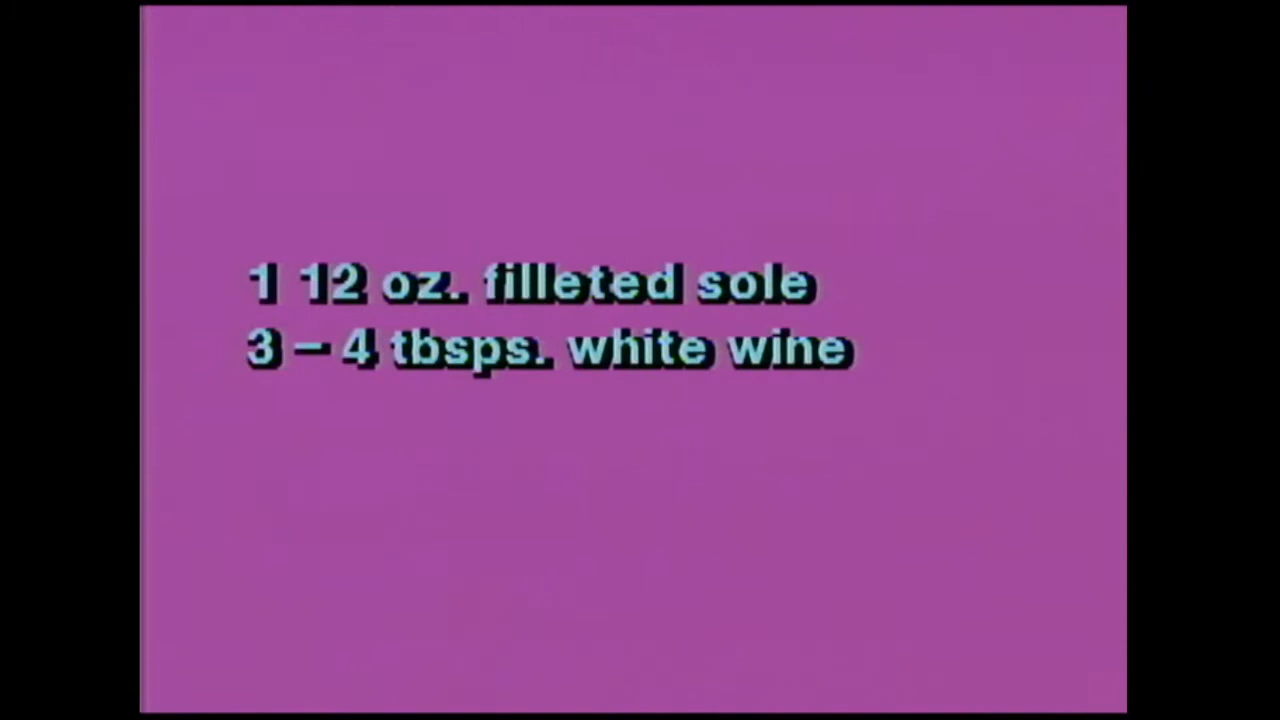 1 12 oz. filleted sole
3 – 4 tbsps. white wine